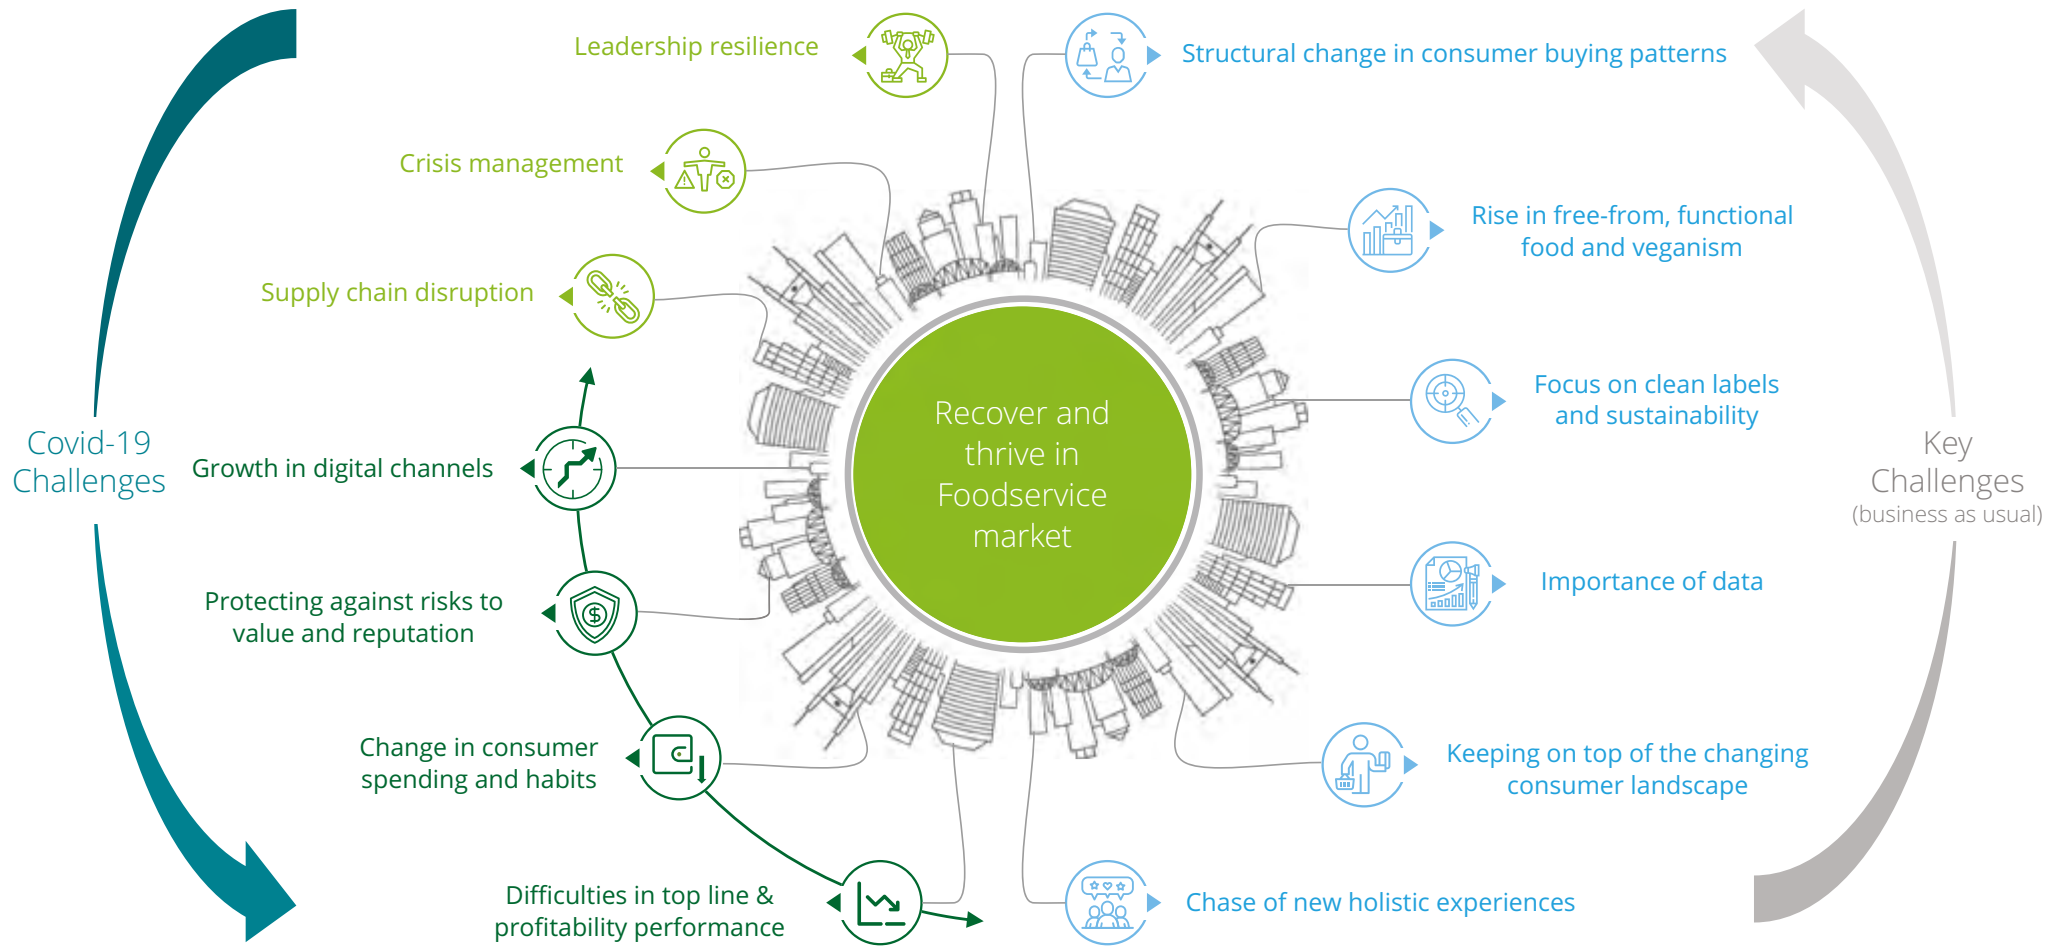 Covid-19
Challenges
Leadership resilience
Crisis management
Supply chain disruption
Growth in digital channels
Protecting against risks to
value and reputation
Change in consumer
spending and habits
Difficulties in top line &
profitability performance
Recover and
thrive in
Foodservice
market
Structural change in consumer buying patterns
Rise in free-from, functional
food and veganism
Focus on clean labels
and sustainability
Importance of data
Keeping on top of the changing
consumer landscape
Chase of new holistic experiences
Key
Challenges
(business as usual)